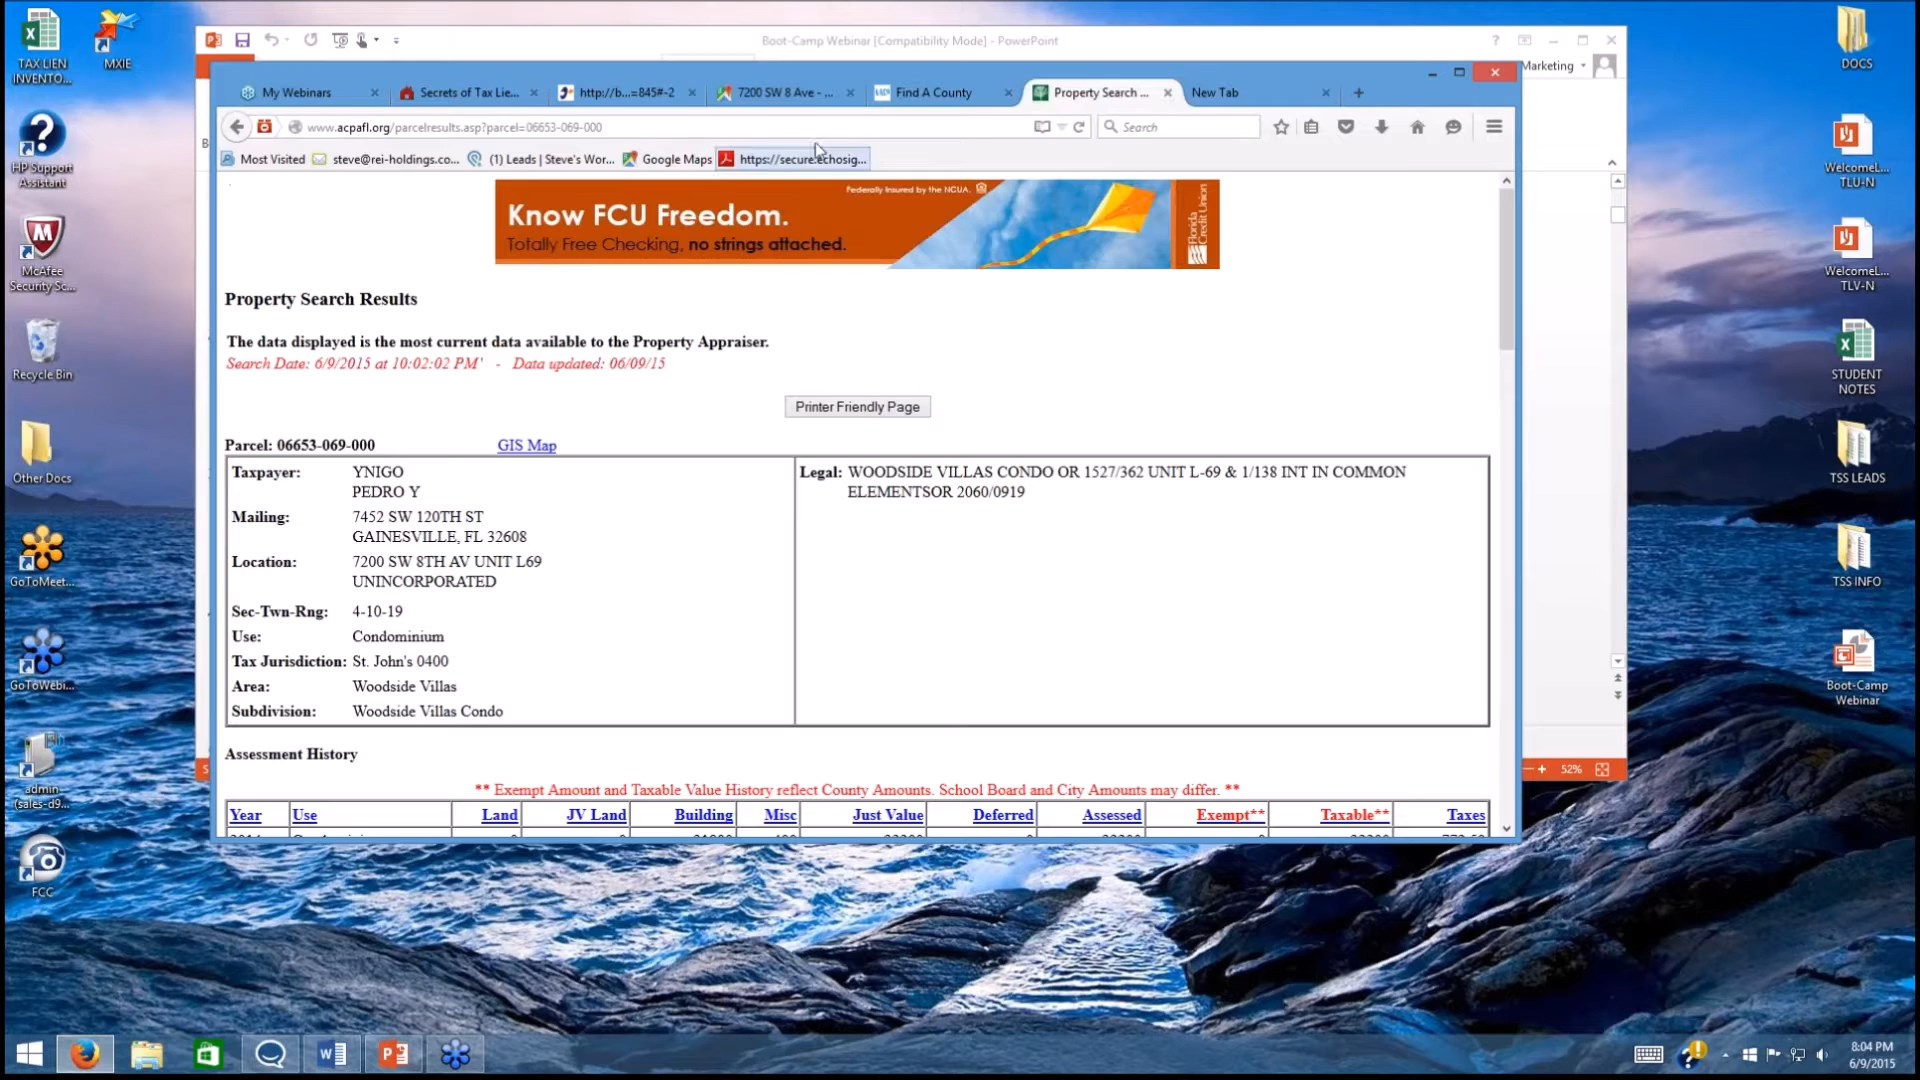 TAX LIEN
INVENTO...
MXIE
HP Support
Assistant
McAfee
Security Sc...
Recycle Bin
Other Docs
GoToMeet...
GoToWebi...
admin
(sales-d9...
FCC
Boot-Camp Webinar [Compatibility Mode] - PowerPoint
Marketing
My Webinars
Secrets of Tax Lie...
http://b...=845#-2
7200 SW 8 Ave - ...
Find A County
Property Search ...
New Tab
www.acpafl.org/parcelresults.asp?parcel=06653-069-000
Search
Most Visited
steve@rei-holdings.co...
(1) Leads | Steve's Wor...
Google Maps
https://secure.echosig...
Federally Insured by the NCUA.
Know FCU Freedom.
Totally Free Checking, no strings attached.
Florida
Credit Union
Property Search Results
The data displayed is the most current data available to the Property Appraiser.
Search Date: 6/9/2015 at 10:02:02 PM' - Data updated: 06/09/15
Printer Friendly Page
Parcel: 06653-069-000 GIS Map
Taxpayer: YNIGO
PEDRO Y
Mailing: 7452 SW 120TH ST
GAINESVILLE, FL 32608
Location: 7200 SW 8TH AV UNIT L69
UNINCORPORATED
Sec-Twn-Rng: 4-10-19
Use: Condominium
Tax Jurisdiction: St. John's 0400
Area: Woodside Villas
Subdivision: Woodside Villas Condo
Legal: WOODSIDE VILLAS CONDO OR 1527/362 UNIT L-69 & 1/138 INT IN COMMON
ELEMENTSOR 2060/0919
Assessment History
** Exempt Amount and Taxable Value History reflect County Amounts. School Board and City Amounts may differ. **
Year Use Land JV Land Building Misc Just Value Deferred Assessed Exempt** Taxable** Taxes
52%
DOCS
WelcomeL...
TLU-N
WelcomeL...
TLV-N
STUDENT
NOTES
TSS LEADS
TSS INFO
Boot-Camp
Webinar
8:04 PM
6/9/2015